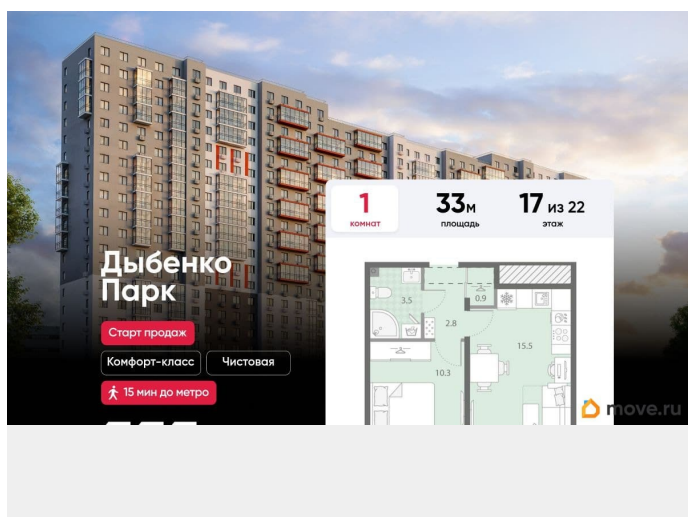 1
комнат
33м
площадь
17 из 22
этаж
Дыбенко
Парк
Старт продаж
Комфорт-класс
Чистовая
15 мин до метро
3.5
0.9
2.8
15.5
10.3
move.ru